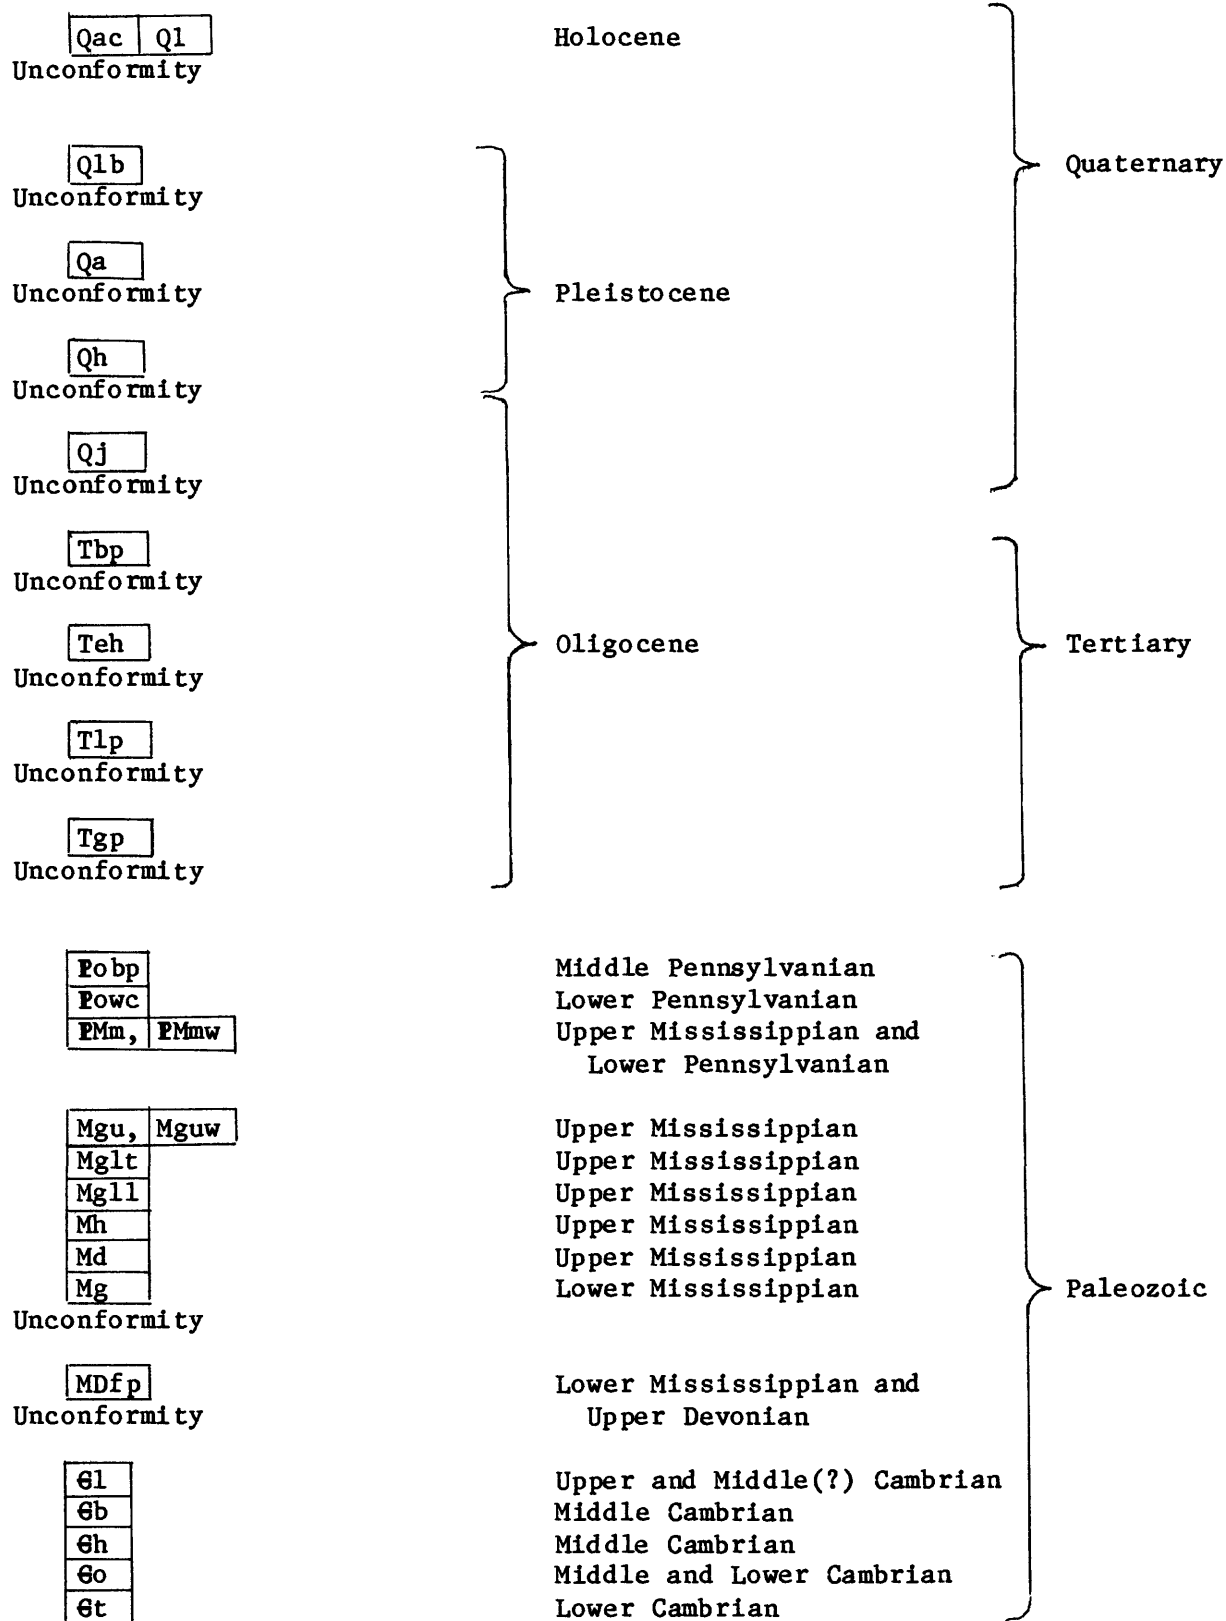 Qac Ql Holocene
Unconformity
Qlb Quaternary
Unconformity
Qa
Unconformity Pleistocene
Qh
Unconformity
Qj
Unconformity
Tbp
Unconformity
Teh Oligocene Tertiary
Unconformity
Tlp
Unconformity
Tgp
Unconformity
ℙobp Middle Pennsylvanian
ℙowc Lower Pennsylvanian
ℙMm, ℙMmw Upper Mississippian and
Lower Pennsylvanian
Mgu, Mguw Upper Mississippian
Mglt Upper Mississippian
Mgll Upper Mississippian
Mh Upper Mississippian
Md Upper Mississippian
Mg Lower Mississippian Paleozoic
Unconformity
MDfp Lower Mississippian and
Unconformity Upper Devonian
Єl Upper and Middle(?) Cambrian
Єb Middle Cambrian
Єh Middle Cambrian
Єo Middle and Lower Cambrian
Єt Lower Cambrian